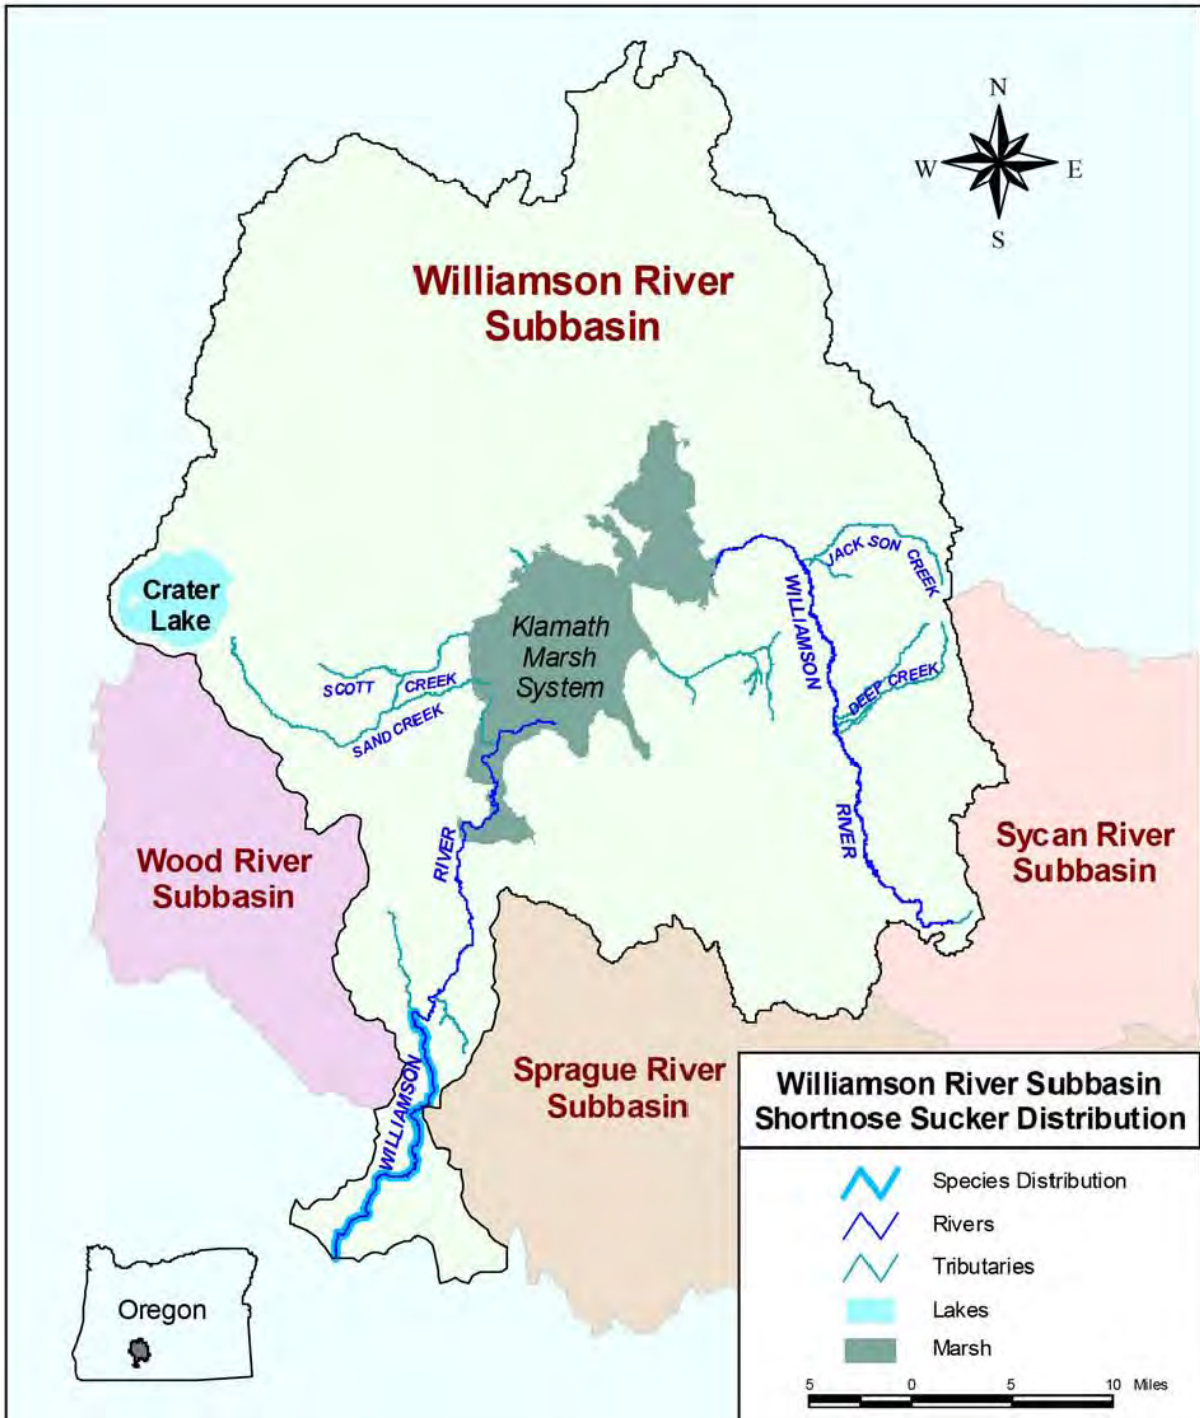 N
W
E
S
Williamson River
Subbasin
Crater
Lake
JACKSON CREEK
Klamath
Marsh
System
WILLIAMSON
SCOTT CREEK
DEEP CREEK
SAND CREEK
RIVER
RIVER
Wood River
Subbasin
Sycan River
Subbasin
Sprague River
Subbasin
WILLIAMSON
Williamson River Subbasin
Shortnose Sucker Distribution
Species Distribution
Rivers
Tributaries
Lakes
Marsh
5 0 5 10 Miles
Oregon